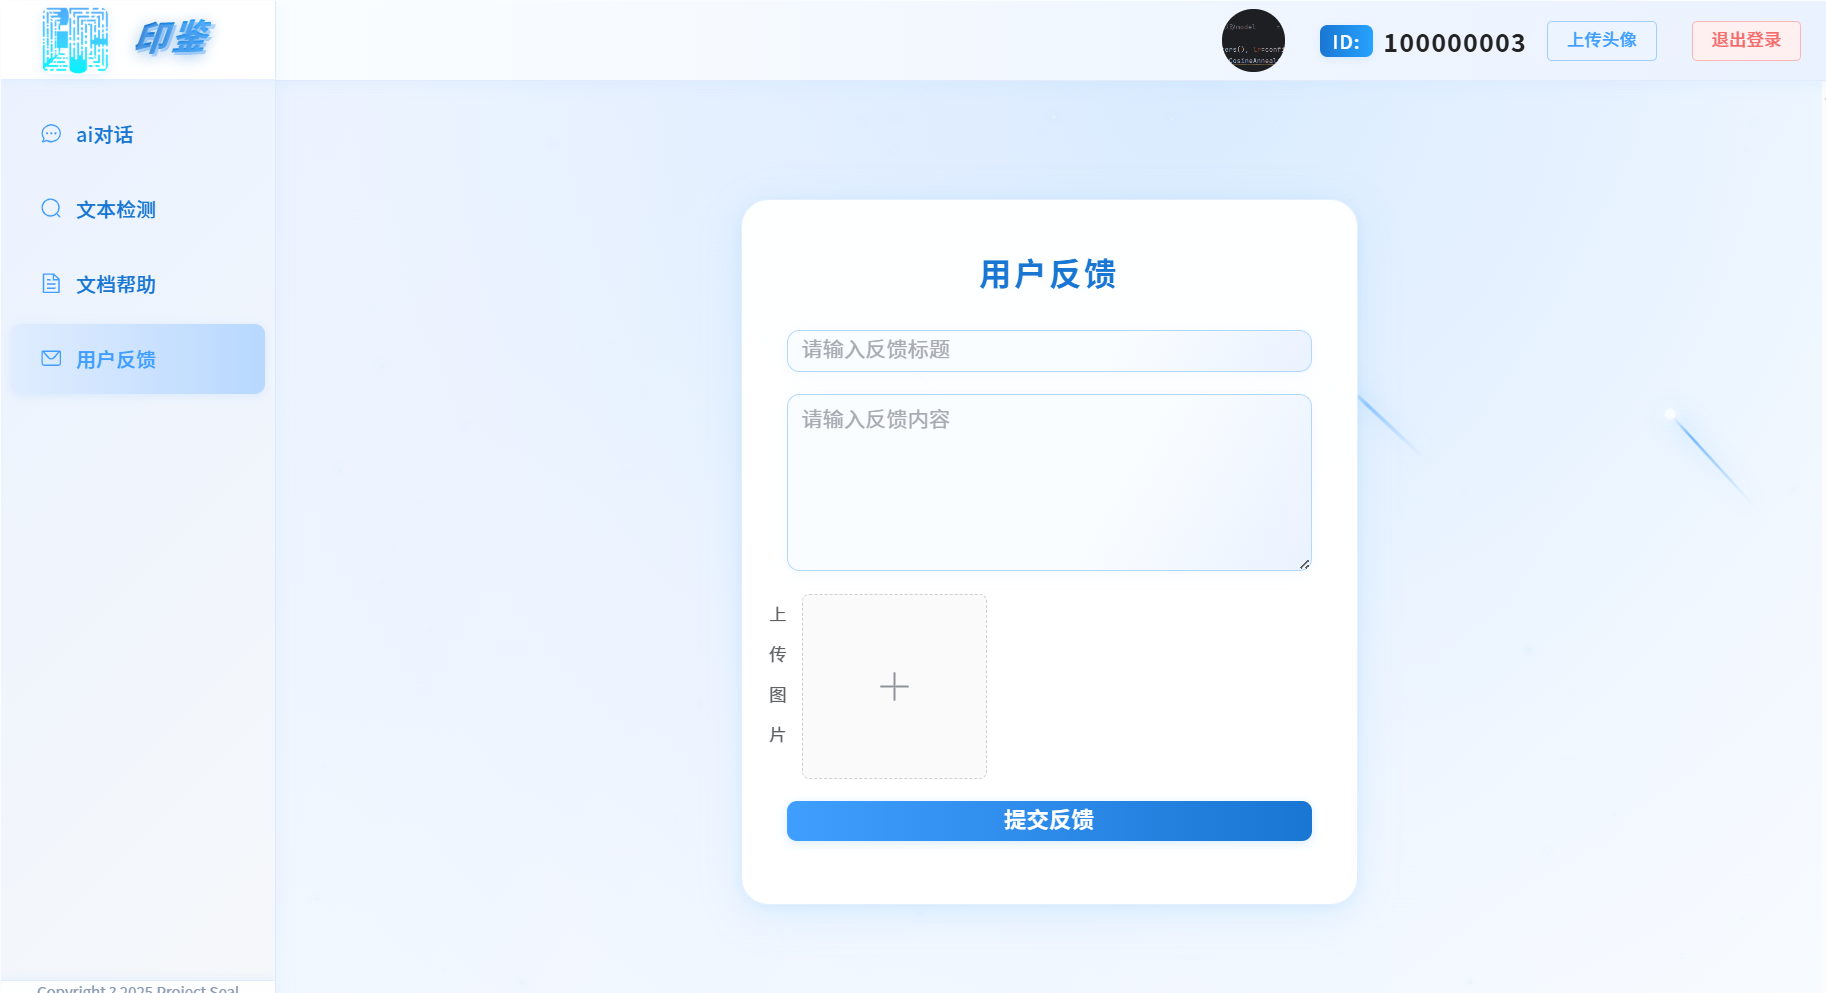 印鉴
ID: 100000003
上传头像
退出登录
ai对话
文本检测
文档帮助
用户反馈
用户反馈
请输入反馈标题
请输入反馈内容
上
传
图
片
提交反馈
Copyright ? 2025 Project Seal